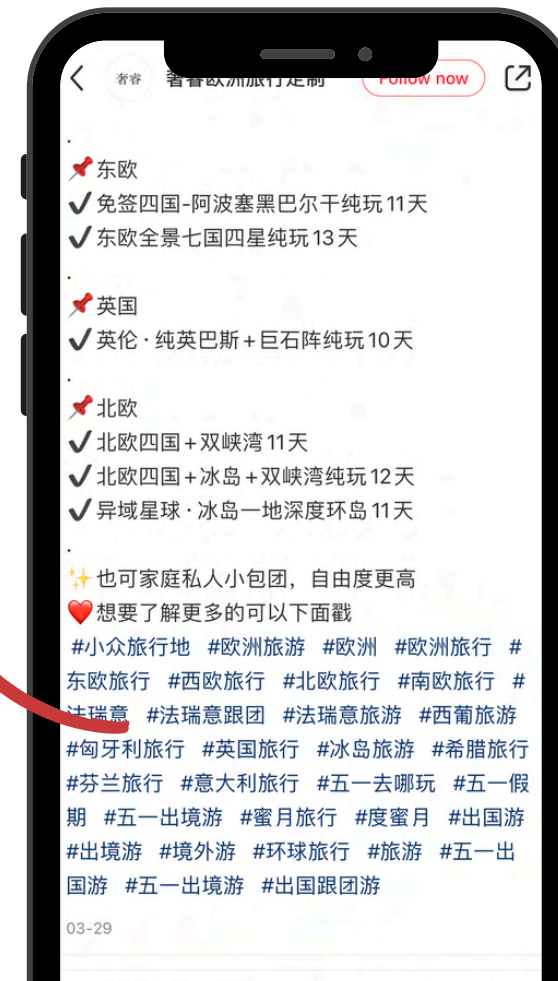 奢睿 奢睿欧洲旅行定制 Follow now
.
📌东欧
✔免签四国-阿波塞黑巴尔干纯玩11天
✔东欧全景七国四星纯玩13天
.
📌英国
✔英伦·纯英巴斯+巨石阵纯玩10天
.
📌北欧
✔北欧四国+双峡湾11天
✔北欧四国+冰岛+双峡湾纯玩12天
✔异域星球·冰岛一地深度环岛11天
.
✨也可家庭私人小包团，自由度更高
❤️想要了解更多的可以下面戳
#小众旅行地 #欧洲旅游 #欧洲 #欧洲旅行 #
东欧旅行 #西欧旅行 #北欧旅行 #南欧旅行 #
法瑞意 #法瑞意跟团 #法瑞意旅游 #西葡旅游
#匈牙利旅行 #英国旅行 #冰岛旅游 #希腊旅行
#芬兰旅行 #意大利旅行 #五一去哪玩 #五一假
期 #五一出境游 #蜜月旅行 #度蜜月 #出国游
#出境游 #境外游 #环球旅行 #旅游 #五一出
国游 #五一出境游 #出国跟团游
03-29